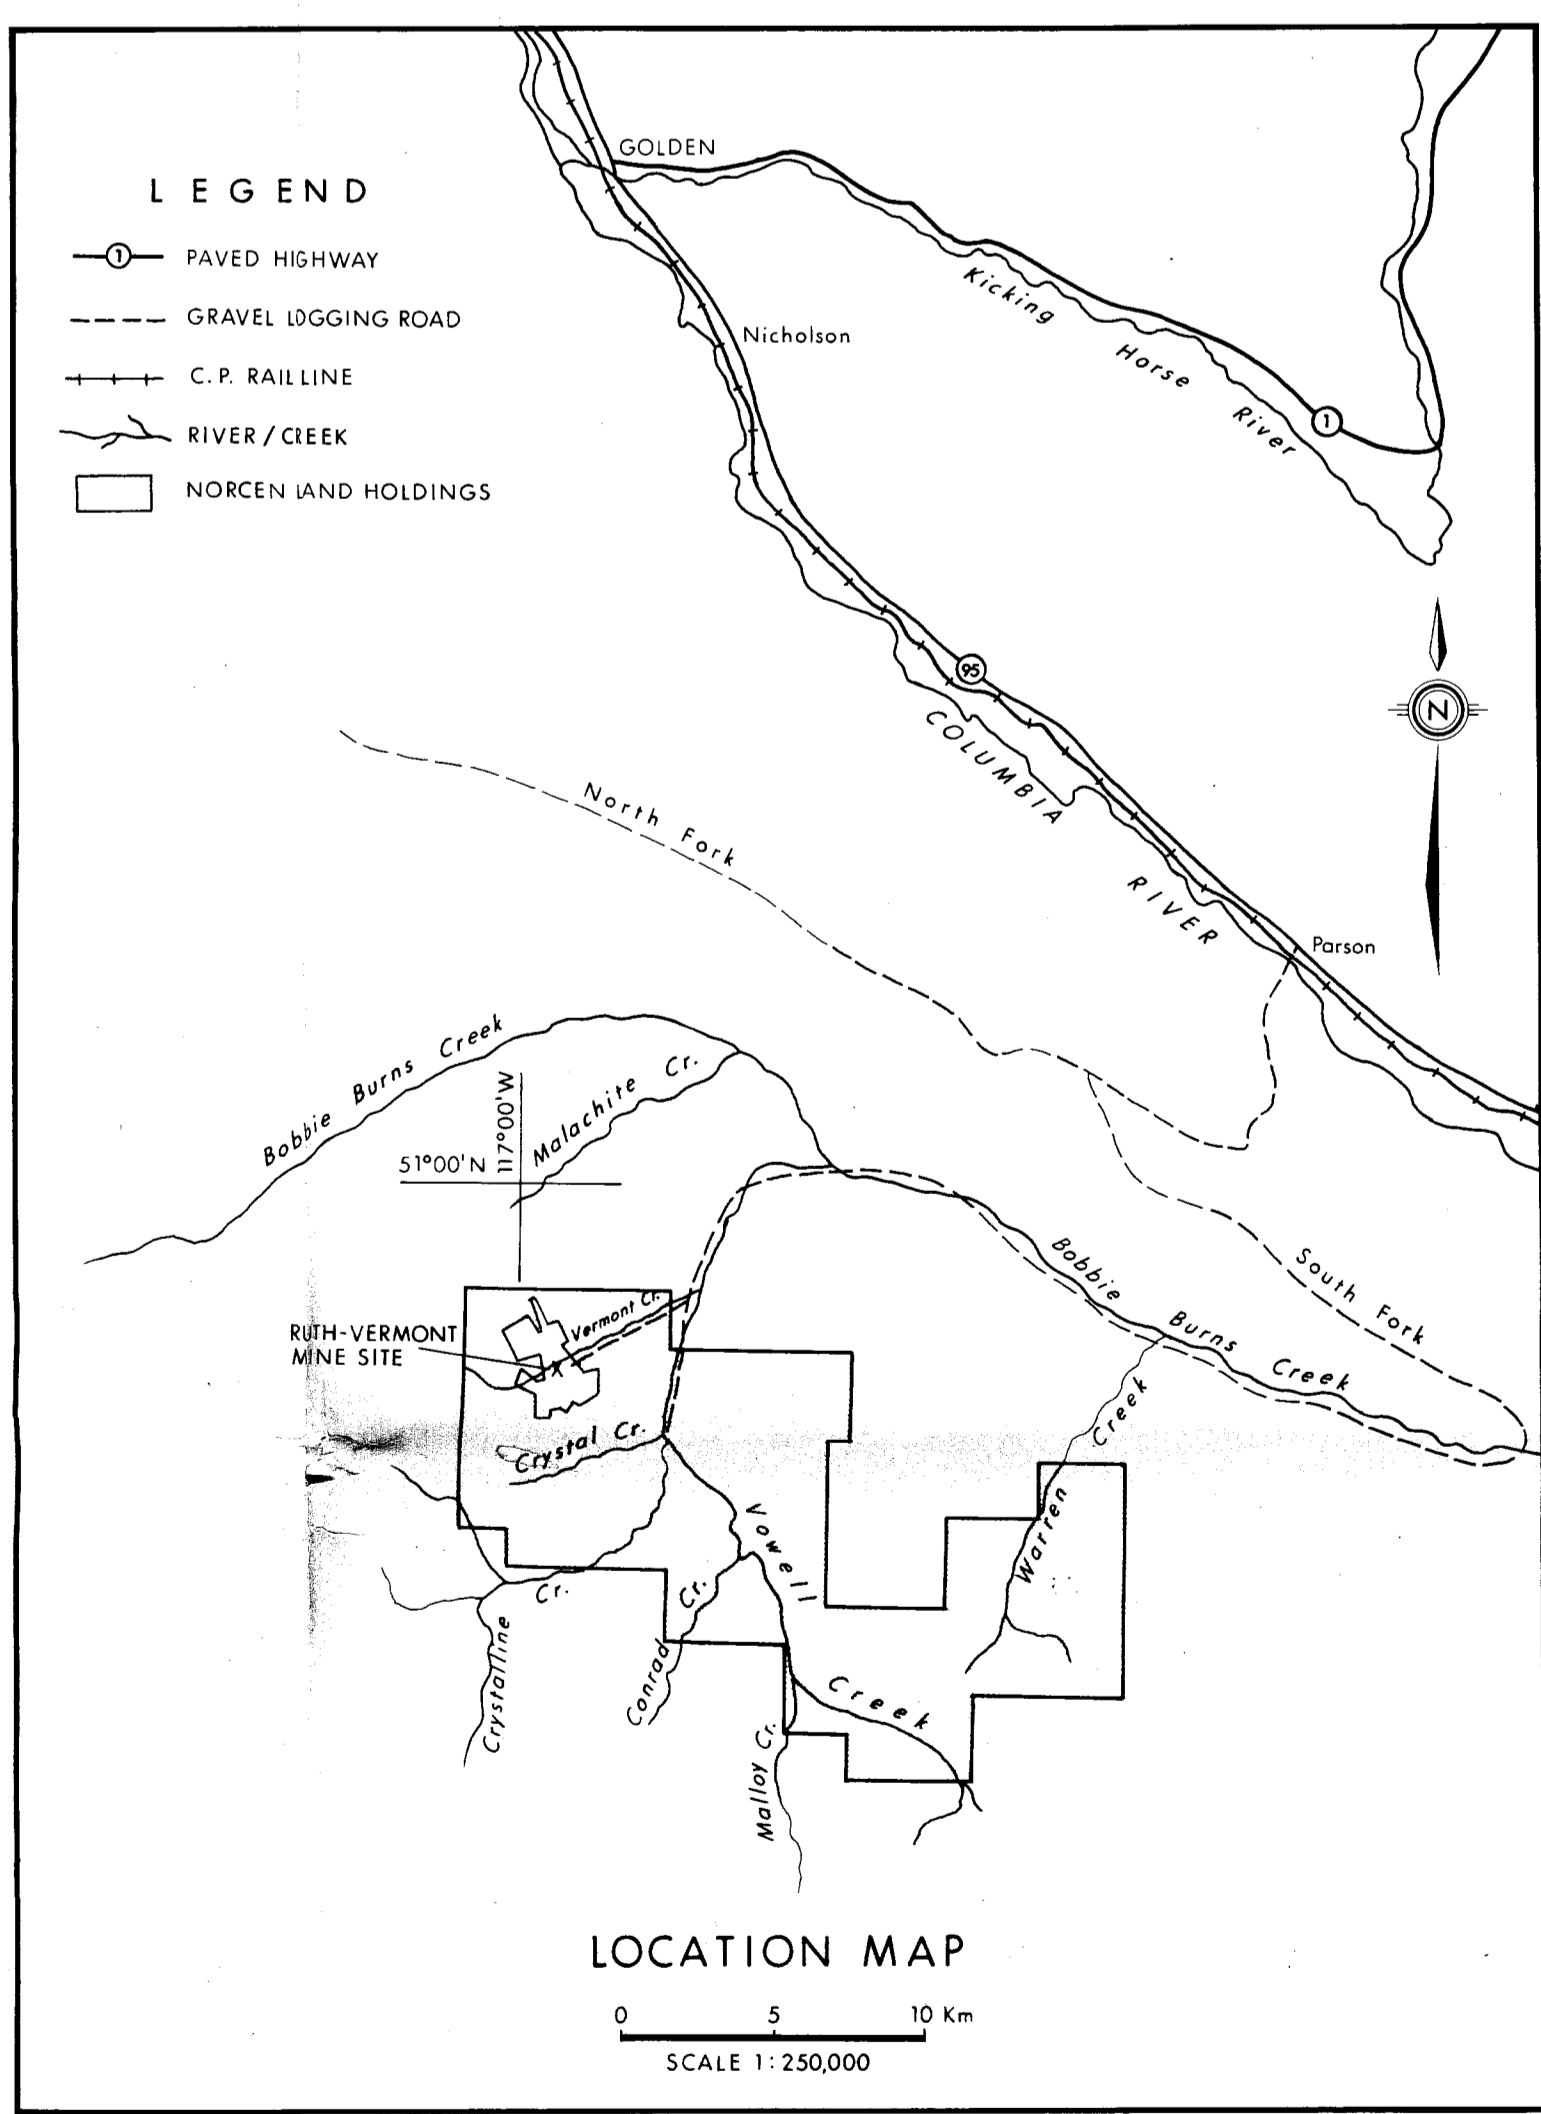 LEGEND
1 PAVED HIGHWAY
GRAVEL LOGGING ROAD
C.P. RAIL LINE
RIVER/CREEK
NORCEN LAND HOLDINGS
GOLDEN
Nicholson
Kicking Horse River
1
95
COLUMBIA RIVER
N
Parson
North Fork
South Fork
Bobbie Burns Creek
Malachite Cr.
117°00'W
51°00'N
Bobbie Burns Creek
RUTH-VERMONT
MINE SITE
Vermont Cr.
X
Crystal Cr.
Vowell Creek
Warren Creek
Crystalline Cr.
Conrad Cr.
Malloy Cr.
LOCATION MAP
0 5 10 Km
SCALE 1:250,000